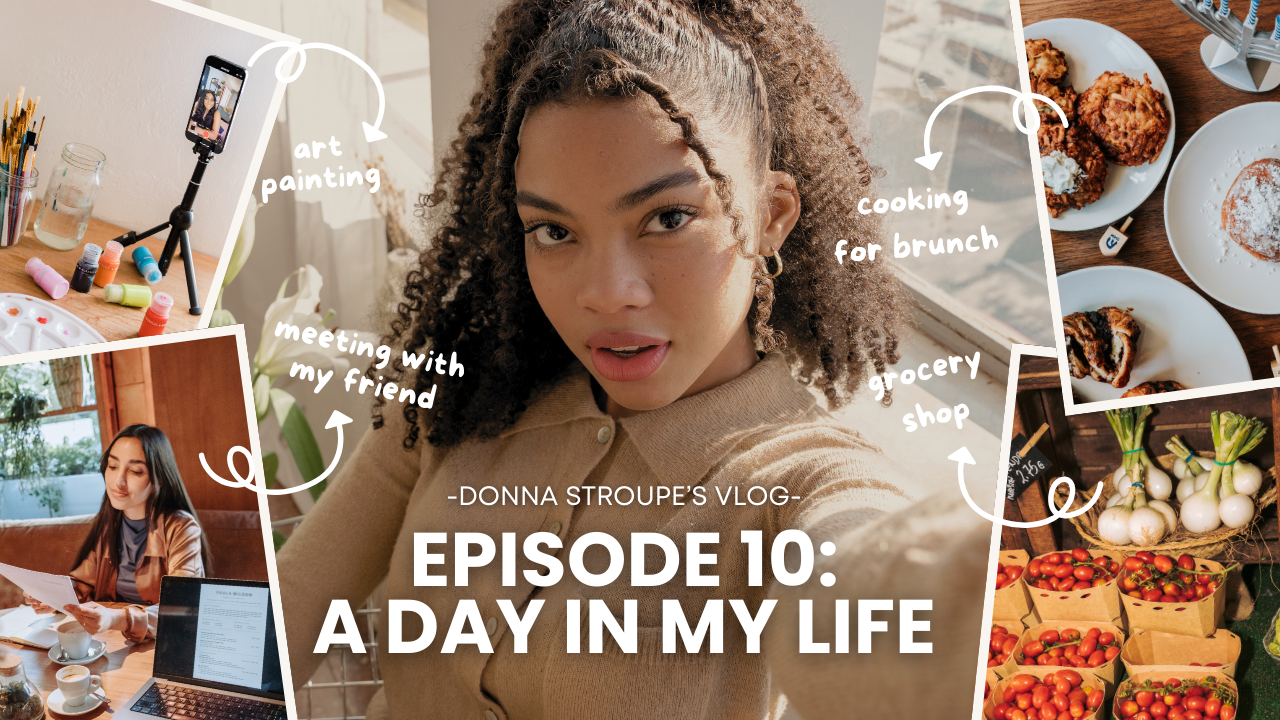 art
painting
cooking
for brunch
meeting with
my friend
grocery
shop
-DONNA STROUPE'S VLOG-
EPISODE 10:
A DAY IN MY LIFE